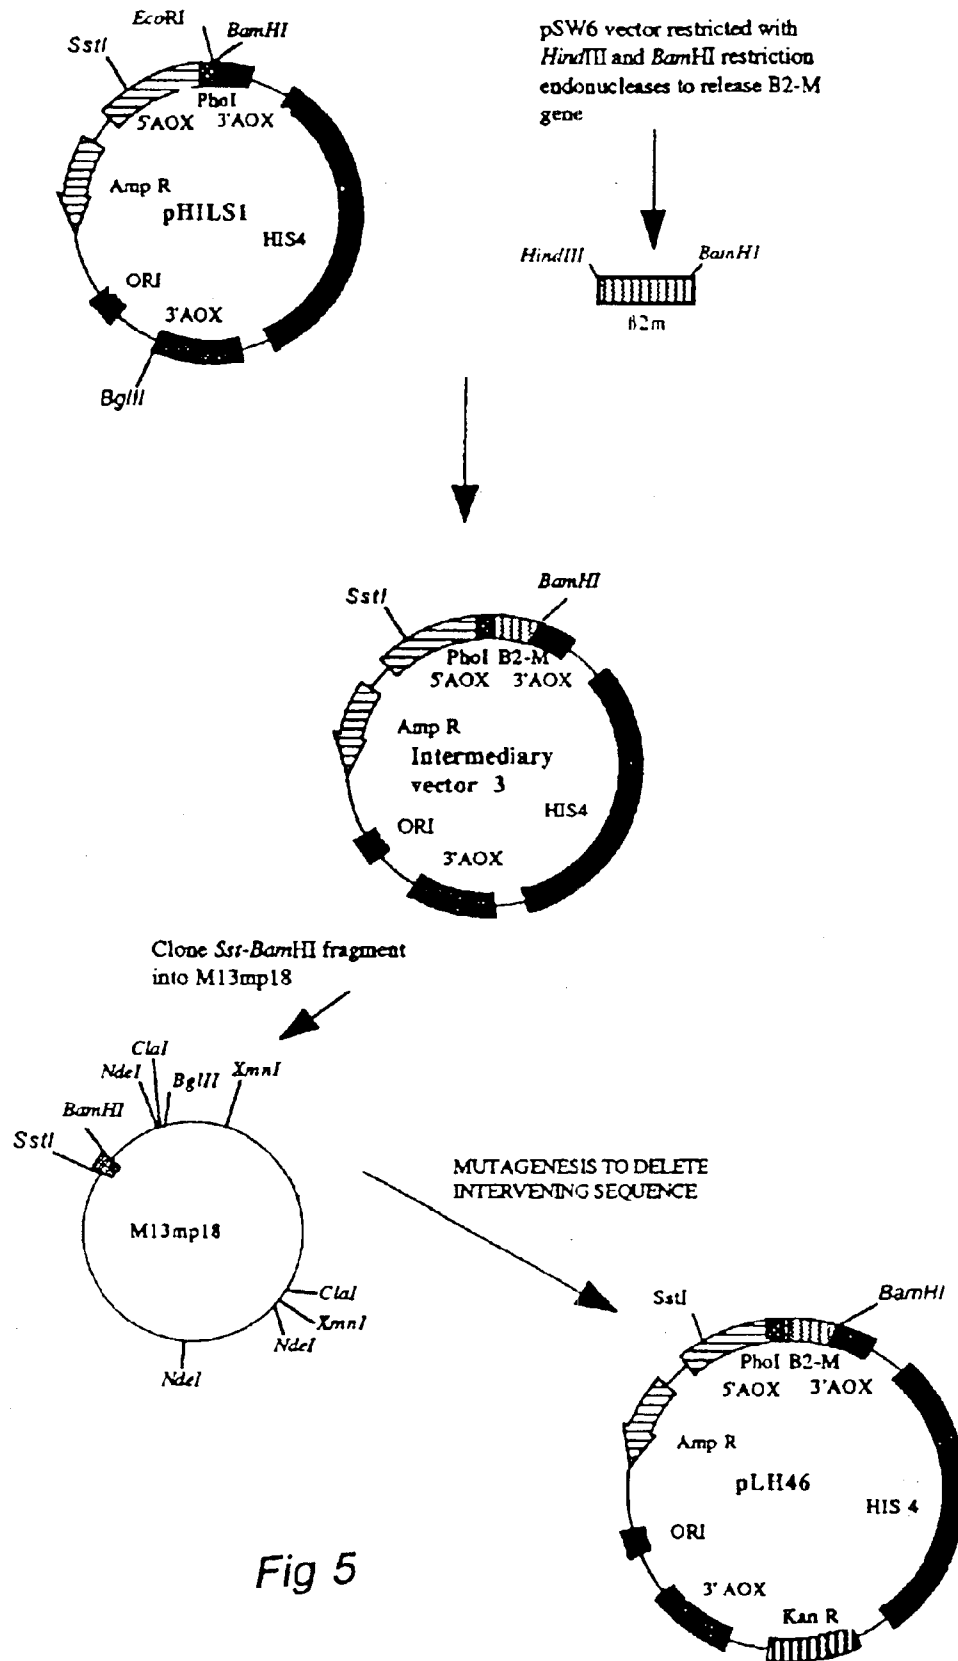 EcoRI
BamHI
SstI
PhoI
5'AOX 3'AOX
Amp R
pHILS1
HIS4
ORI
3'AOX
BglII
pSW6 vector restricted with
HindIII and BamHI restriction
endonucleases to release B2-M
gene
HindIII
BamHI
β2m
BamHI
SstI
PhoI B2-M
5'AOX 3'AOX
Amp R
Intermediary
vector 3
HIS4
ORI
3'AOX
Clone Sst-BamHI fragment
into M13mp18
ClaI
NdeI
BglII
XmnI
BamHI
SstI
M13mp18
ClaI
XmnI
NdeI
NdeI
MUTAGENESIS TO DELETE
INTERVENING SEQUENCE
SstI
BamHI
PhoI B2-M
5'AOX 3'AOX
Amp R
pLH46
HIS 4
ORI
3' AOX
Kan R
Fig 5